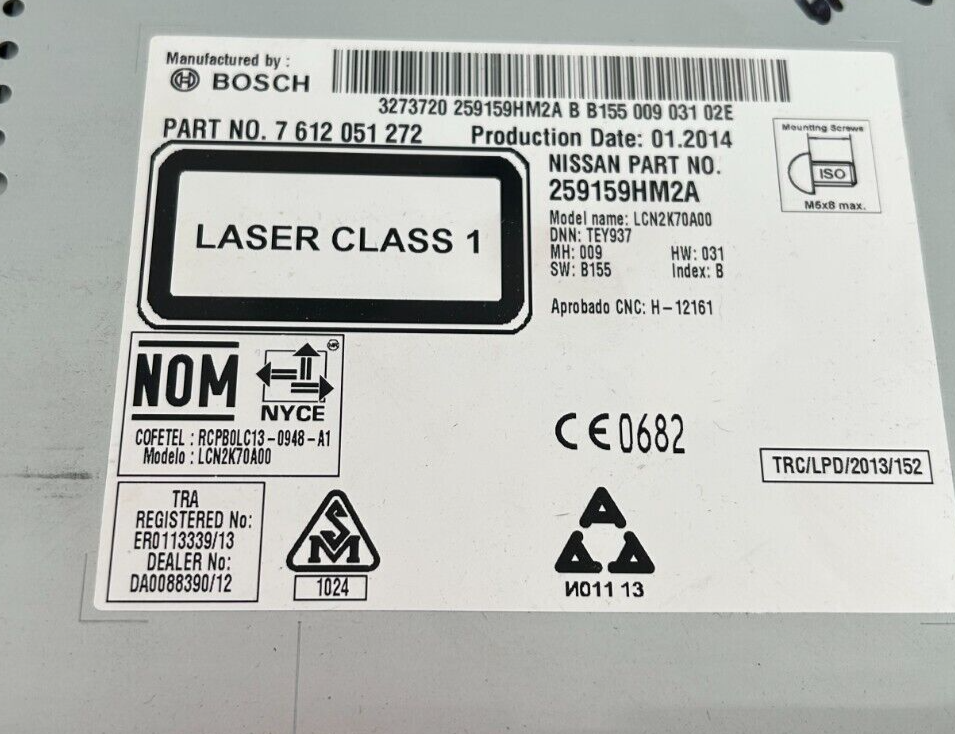 Manufactured by :
BOSCH
3273720 259159HM2A B B155 009 031 02E
PART NO. 7 612 051 272
Production Date: 01.2014
LASER CLASS 1
NISSAN PART NO.
259159HM2A
Model name: LCN2K70A00
DNN: TEY937
MH: 009 HW: 031
SW: B155 Index: B
Aprobado CNC: H-12161
Mounting Screws
ISO
M5x8 max.
NOM
MR
NYCE
COFETEL : RCPBOLC13-0948-A1
Modelo : LCN2K70A00
CE0682
TRC/LPD/2013/152
TRA
REGISTERED No:
ER0113339/13
DEALER No:
DA0088390/12
SM
1024
И011 13